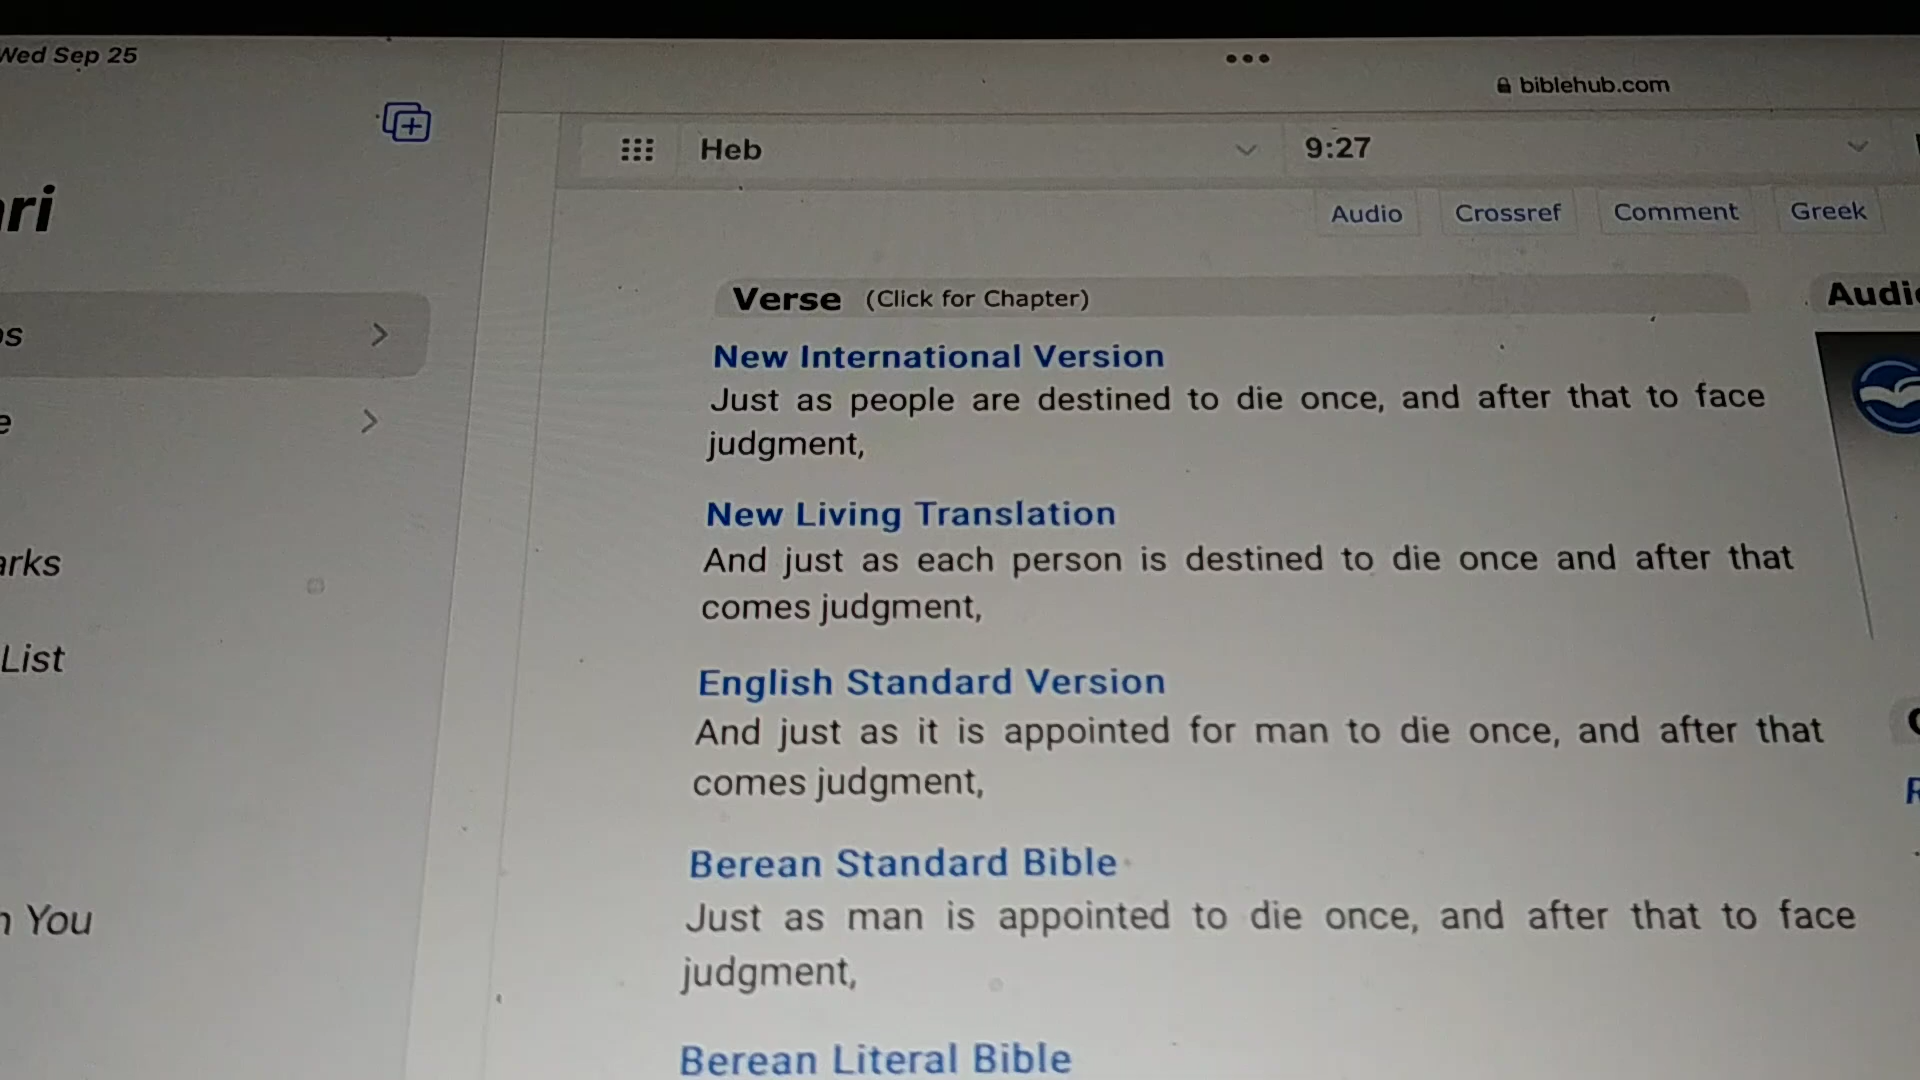 Wed Sep 25
biblehub.com
Heb
9:27
Audio
Crossref
Comment
Greek
Verse (Click for Chapter)
New International Version
Just as people are destined to die once, and after that to face
judgment,
New Living Translation
And just as each person is destined to die once and after that
comes judgment,
English Standard Version
And just as it is appointed for man to die once, and after that
comes judgment,
Berean Standard Bible
Just as man is appointed to die once, and after that to face
judgment,
Berean Literal Bible
List
You